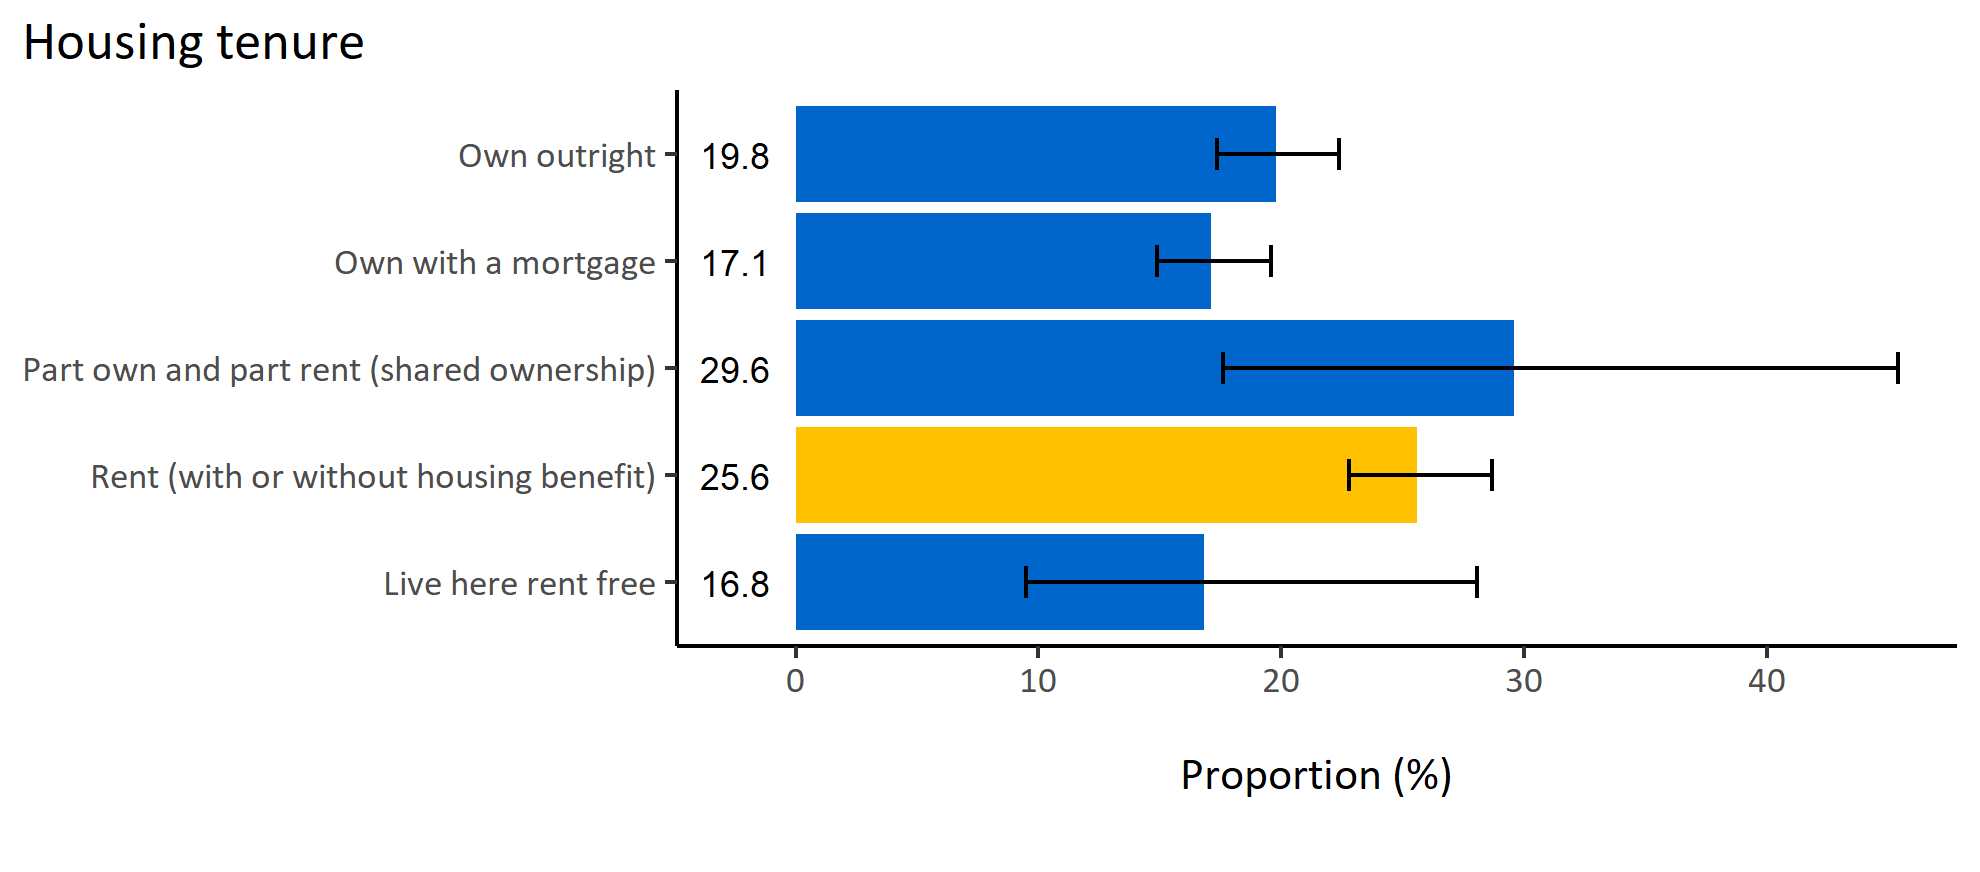 Housing tenure
Own outright 19.8
Own with a mortgage 17.1
Part own and part rent (shared ownership) 29.6
Rent (with or without housing benefit) 25.6
Live here rent free 16.8
0 10 20 30 40
Proportion (%)